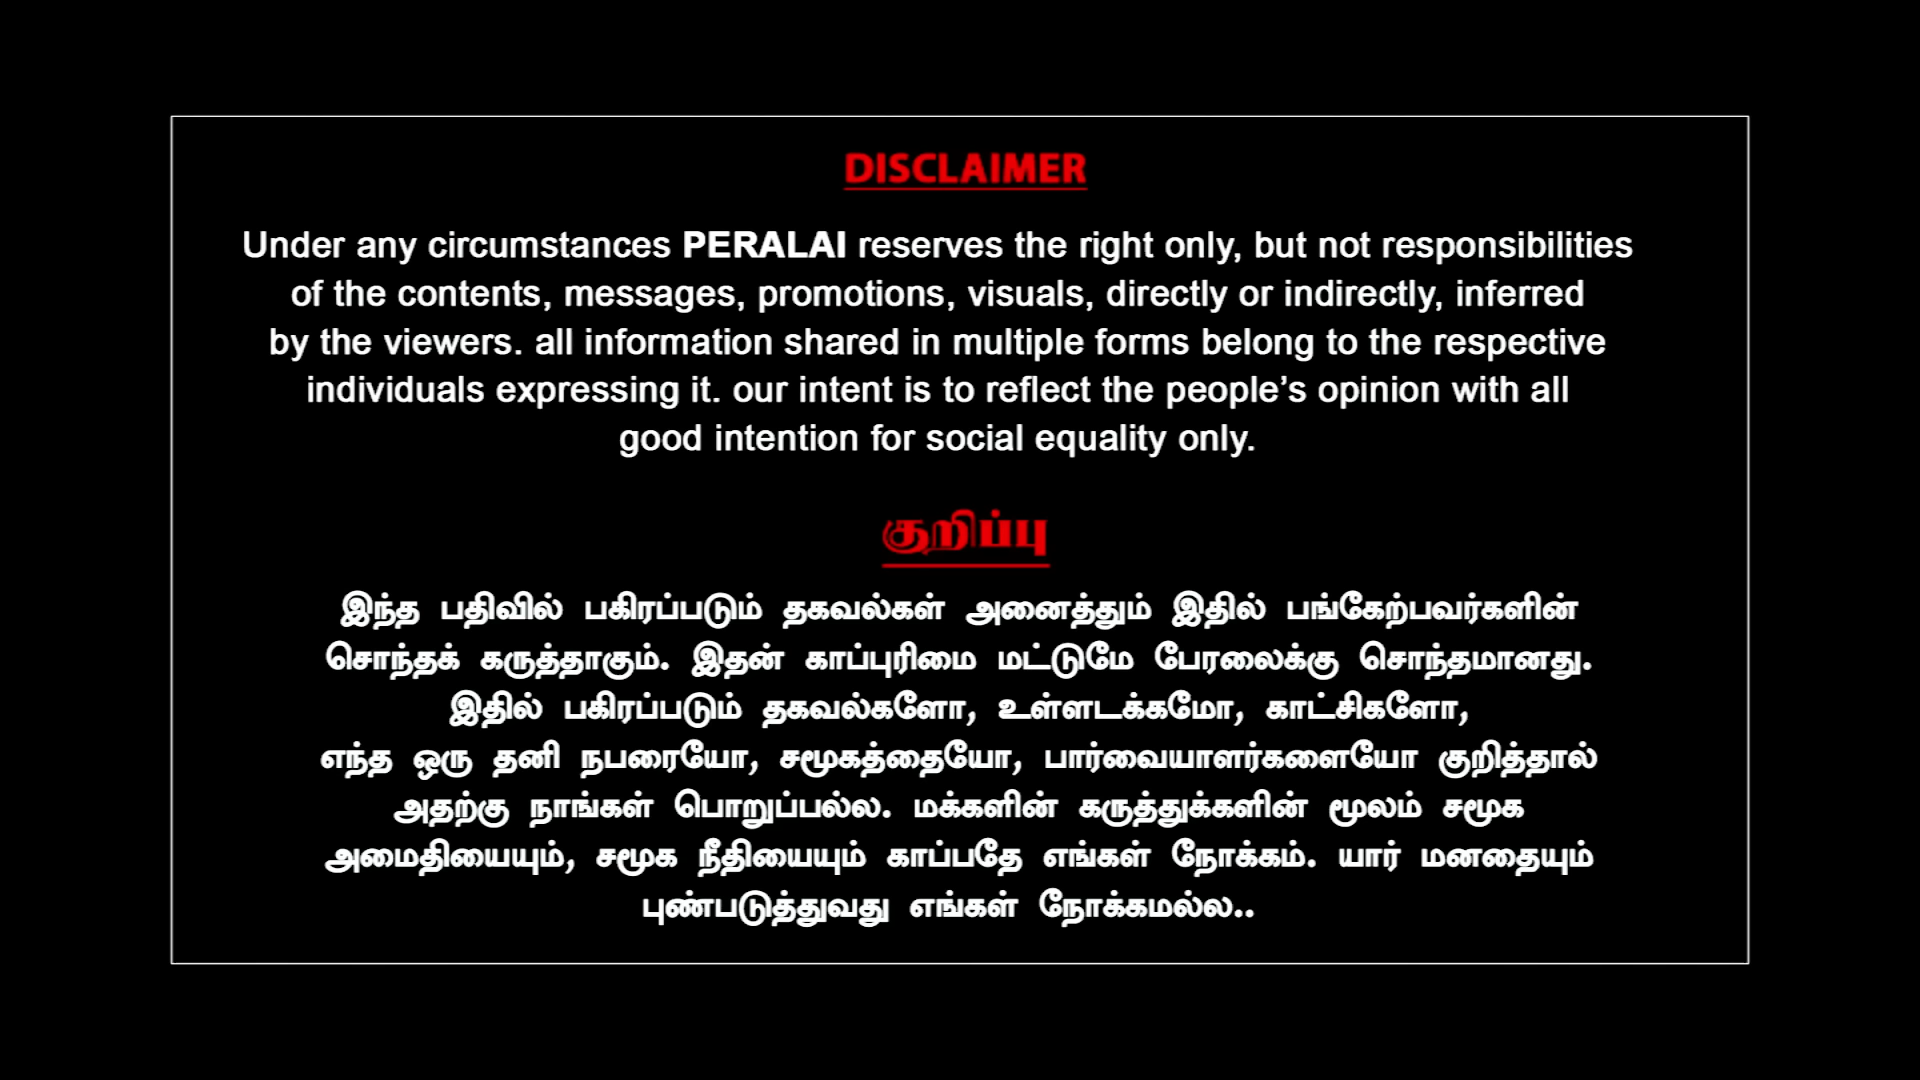 DISCLAIMER
Under any circumstances PERALAI reserves the right only, but not responsibilities
of the contents, messages, promotions, visuals, directly or indirectly, inferred
by the viewers. all information shared in multiple forms belong to the respective
individuals expressing it. our intent is to reflect the people’s opinion with all
good intention for social equality only.
குறிப்பு
இந்த பதிவில் பகிரப்படும் தகவல்கள் அனைத்தும் இதில் பங்கேற்பவர்களின்
சொந்தக் கருத்தாகும். இதன் காப்புரிமை மட்டுமே பேரலைக்கு சொந்தமானது.
இதில் பகிரப்படும் தகவல்களோ, உள்ளடக்கமோ, காட்சிகளோ,
எந்த ஒரு தனி நபரையோ, சமூகத்தையோ, பார்வையாளர்களையோ குறித்தால்
அதற்கு நாங்கள் பொறுப்பல்ல. மக்களின் கருத்துக்களின் மூலம் சமூக
அமைதியையும், சமூக நீதியையும் காப்பதே எங்கள் நோக்கம். யார் மனதையும்
புண்படுத்துவது எங்கள் நோக்கமல்ல..